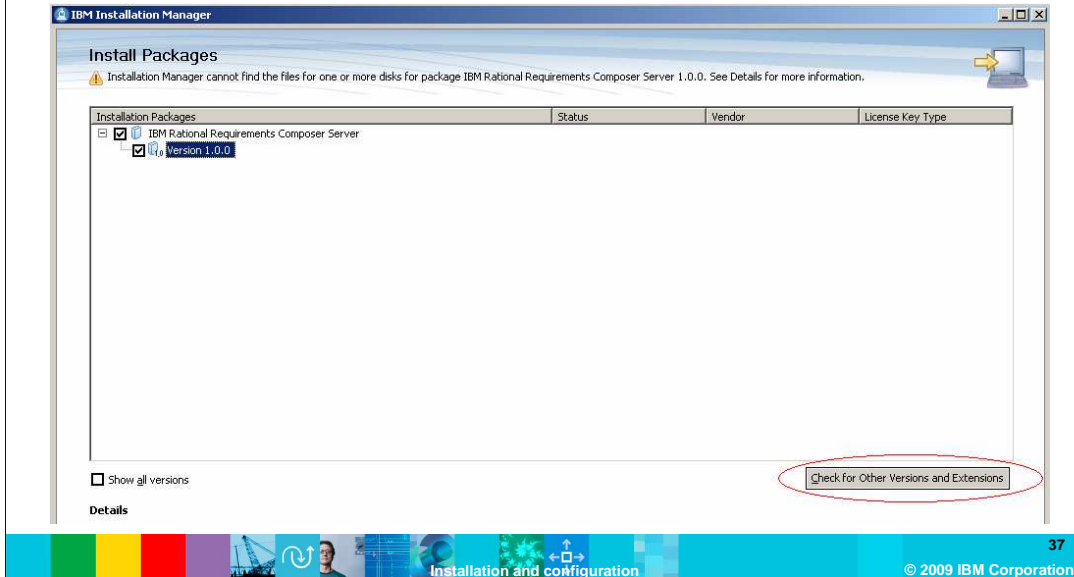 IBM Installation Manager
Install Packages
Installation Manager cannot find the files for one or more disks for package IBM Rational Requirements Composer Server 1.0.0. See Details for more information.
Installation Packages Status Vendor License Key Type
IBM Rational Requirements Composer Server
Version 1.0.0
Show all versions
Check for Other Versions and Extensions
Details
37
Installation and configuration
© 2009 IBM Corporation